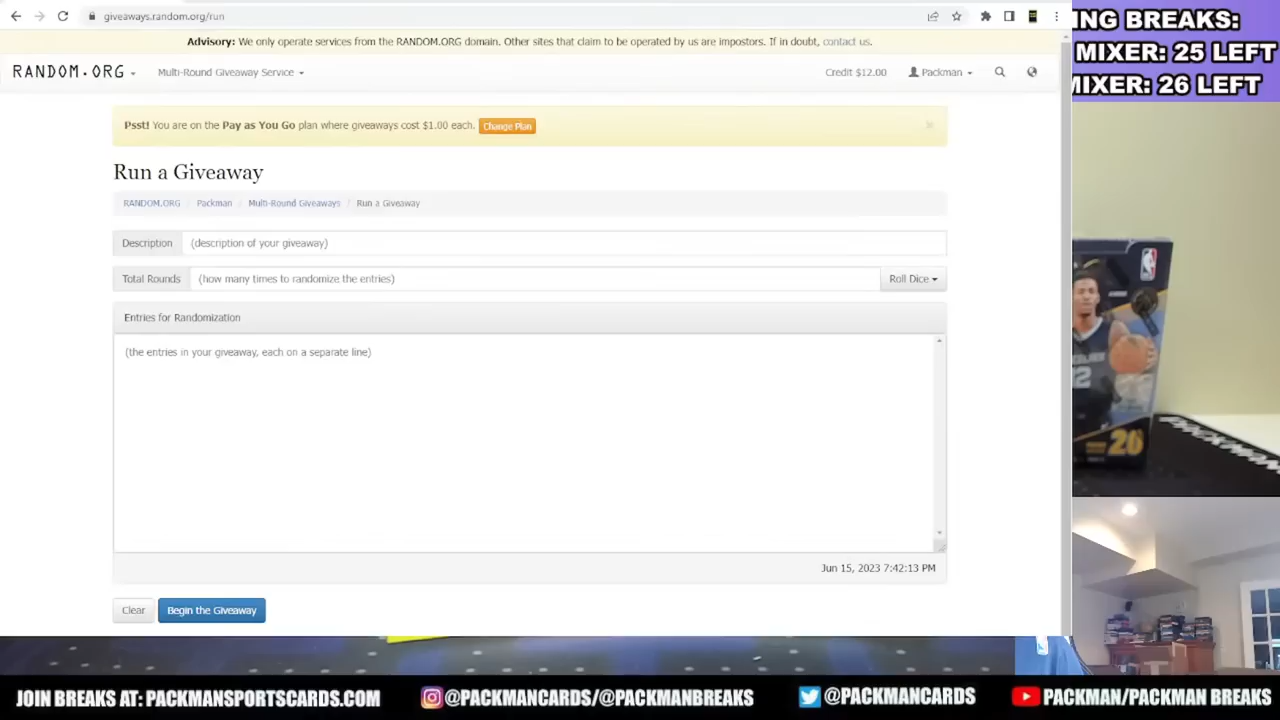 giveaways.random.org/run
ING BREAKS:
MIXER: 25 LEFT
MIXER: 26 LEFT
Advisory: We only operate services from the RANDOM.ORG domain. Other sites that claim to be operated by us are impostors. If in doubt, contact us.
RANDOM.ORG Multi-Round Giveaway Service Credit $12.00 Packman
Psst! You are on the Pay as You Go plan where giveaways cost $1.00 each. Change Plan ×
Run a Giveaway
RANDOM.ORG / Packman / Multi-Round Giveaways / Run a Giveaway
Description (description of your giveaway)
Total Rounds (how many times to randomize the entries) Roll Dice
Entries for Randomization
(the entries in your giveaway, each on a separate line)
Jun 15, 2023 7:42:13 PM
Clear Begin the Giveaway
12
PACKMAN
JOIN BREAKS AT: PACKMANSPORTSCARDS.COM @PACKMANCARDS/@PACKMANBREAKS @PACKMANCARDS PACKMAN/PACKMAN BREAKS